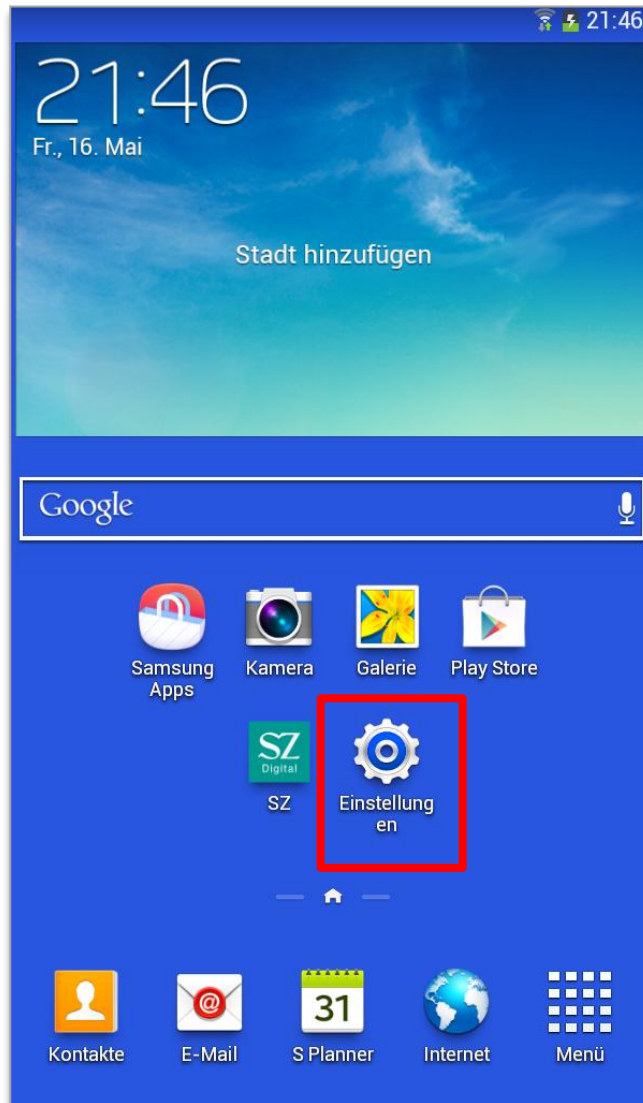 21:46
21:46
Fr., 16. Mai
Stadt hinzufügen
Google
Samsung Apps
Kamera
Galerie
Play Store
SZ Digital
SZ
Einstellung
en
31
Kontakte
@
E-Mail
S Planner
Internet
Menü